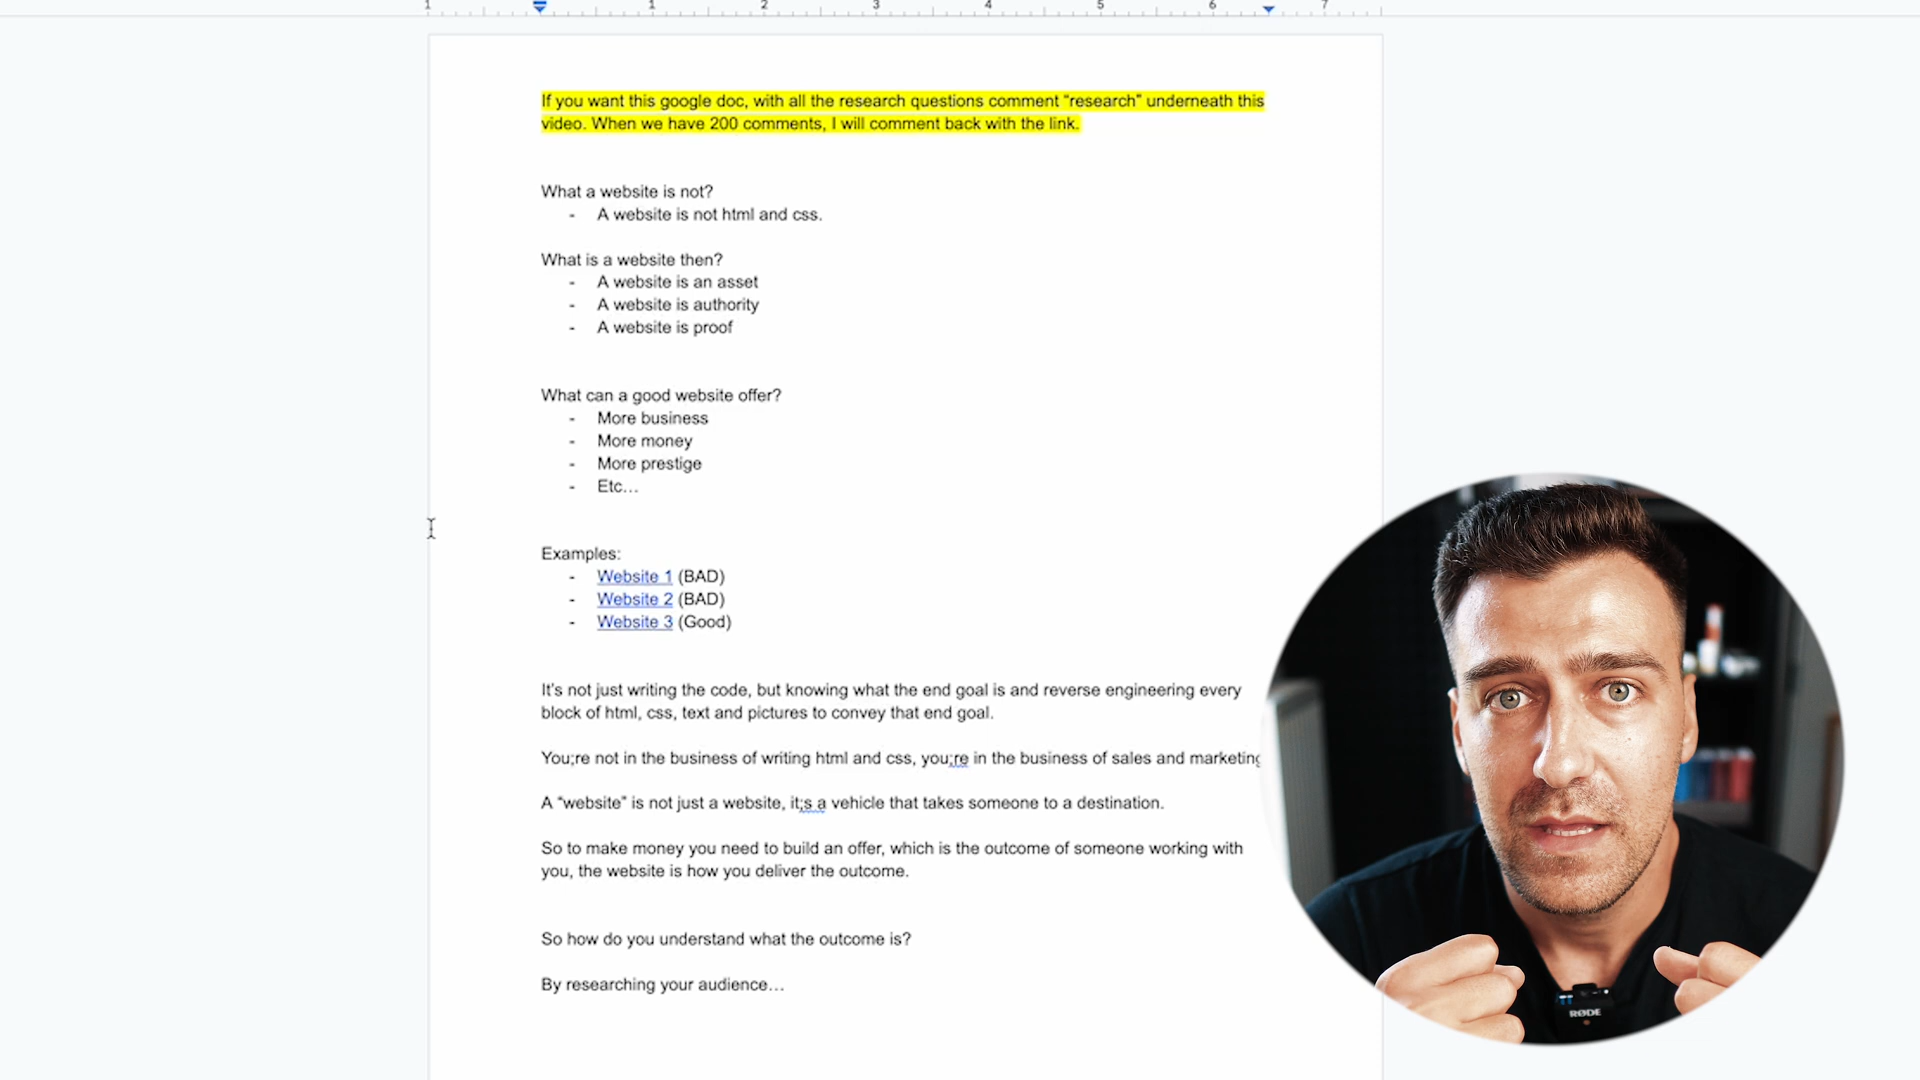 1 1 2 3 4 5 6 7
If you want this google doc, with all the research questions comment “research” underneath this
video. When we have 200 comments, I will comment back with the link.
What a website is not?
- A website is not html and css.
What is a website then?
- A website is an asset
- A website is authority
- A website is proof
What can a good website offer?
- More business
- More money
- More prestige
- Etc…
Examples:
- Website 1 (BAD)
- Website 2 (BAD)
- Website 3 (Good)
It’s not just writing the code, but knowing what the end goal is and reverse engineering every
block of html, css, text and pictures to convey that end goal.
You;re not in the business of writing html and css, you;re in the business of sales and marketing
A “website” is not just a website, it;s a vehicle that takes someone to a destination.
So to make money you need to build an offer, which is the outcome of someone working with
you, the website is how you deliver the outcome.
So how do you understand what the outcome is?
By researching your audience…
RØDE